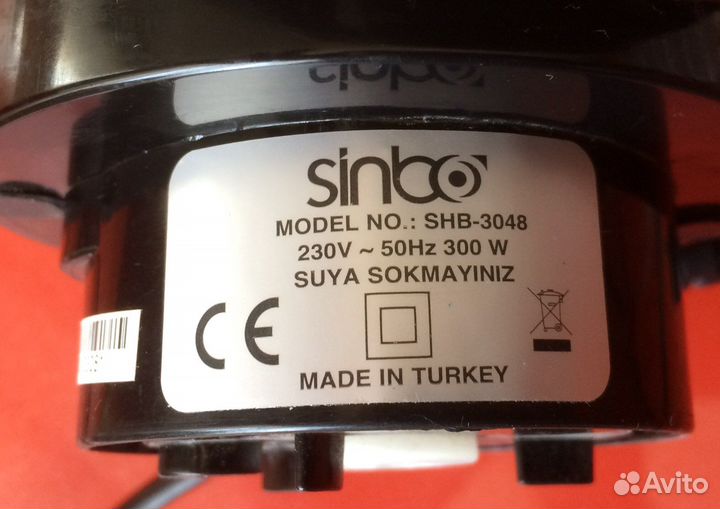 sinbo
MODEL NO.: SHB-3048
230V ~ 50Hz 300 W
SUYA SOKMAYINIZ
CE
MADE IN TURKEY
Avito